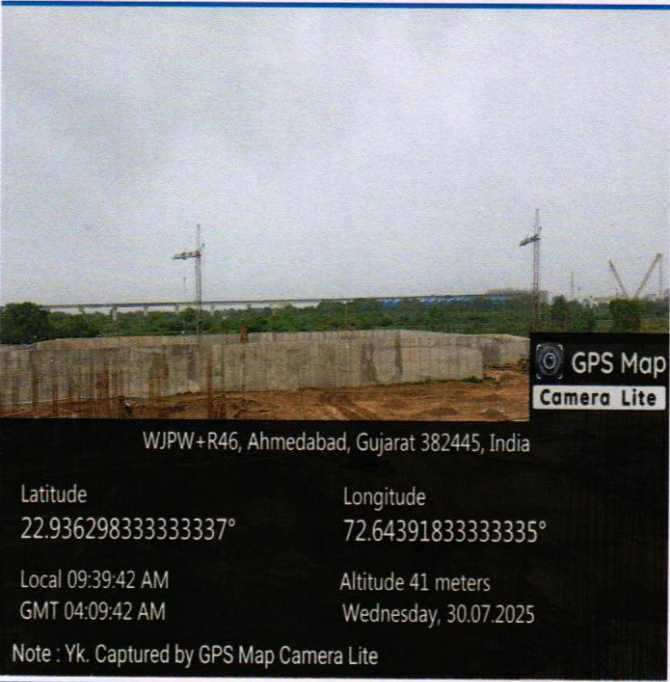 GPS Map
Camera Lite
WJPW+R46, Ahmedabad, Gujarat 382445, India
Latitude
22.936298333333337°
Longitude
72.64391833333335°
Local 09:39:42 AM
GMT 04:09:42 AM
Altitude 41 meters
Wednesday, 30.07.2025
Note : Yk. Captured by GPS Map Camera Lite